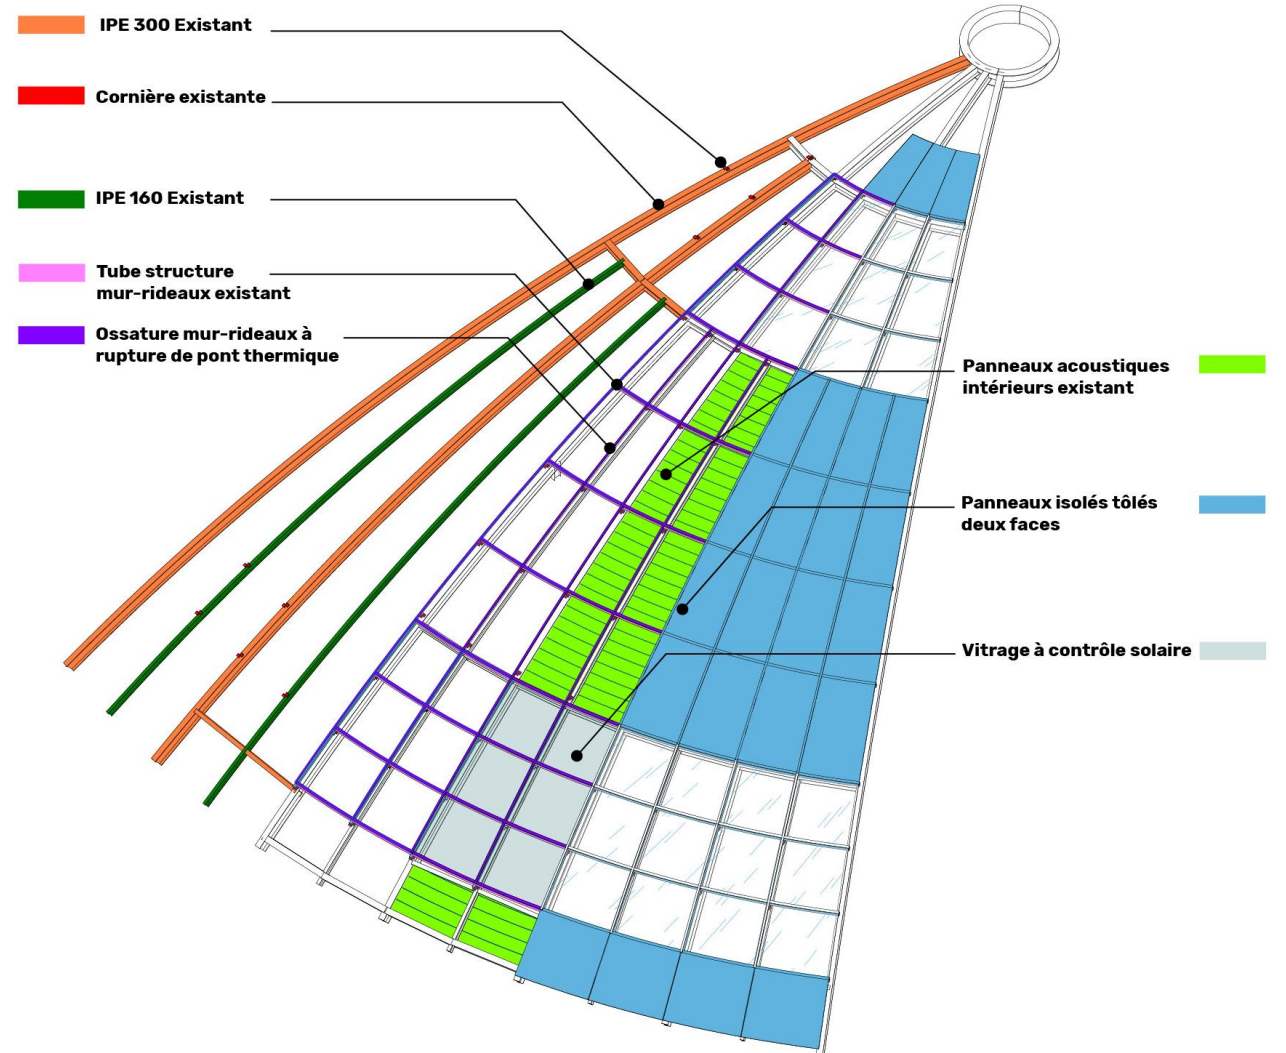 IPE 300 Existant
Cornière existante
IPE 160 Existant
Tube structure
mur-rideaux existant
Ossature mur-rideaux à
rupture de pont thermique
Panneaux acoustiques
intérieurs existant
Panneaux isolés tôlés
deux faces
Vitrage à contrôle solaire